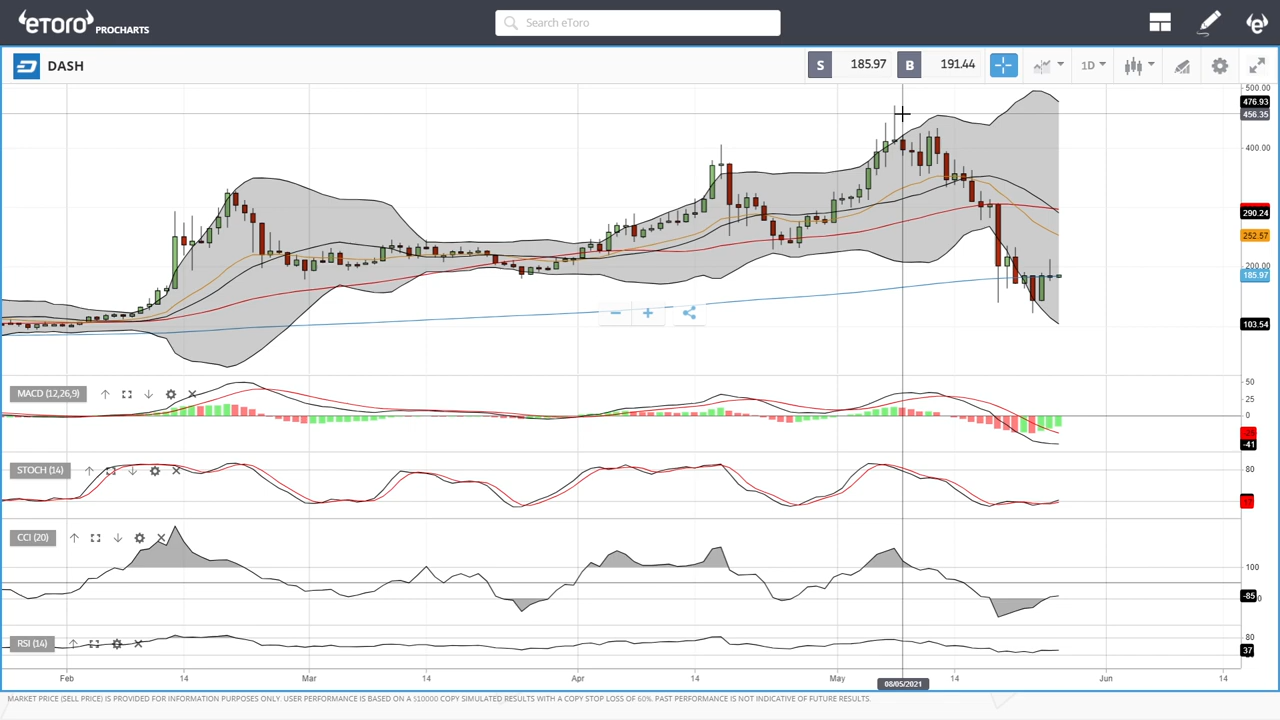 eTORO PROCHARTS
Search eToro
DASH
S 185.97 B 191.44
1D
500.00
476.93
456.35
400.00
290.24
252.57
200.00
185.97
103.54
MACD (12,26,9)
50
25
0
-41
STOCH (14)
80
CCI (20)
100
-85
RSI (14)
80
37
Feb 14 Mar 14 Apr 14 May 14 Jun 14
08/05/2021
MARKET PRICE (SELL PRICE) IS PROVIDED FOR INFORMATION PURPOSES ONLY. USER PERFORMANCE IS BASED ON A $10000 COPY SIMULATED RESULTS WITH A COPY STOP LOSS OF 60%. PAST PERFORMANCE IS NOT INDICATIVE OF FUTURE RESULTS.